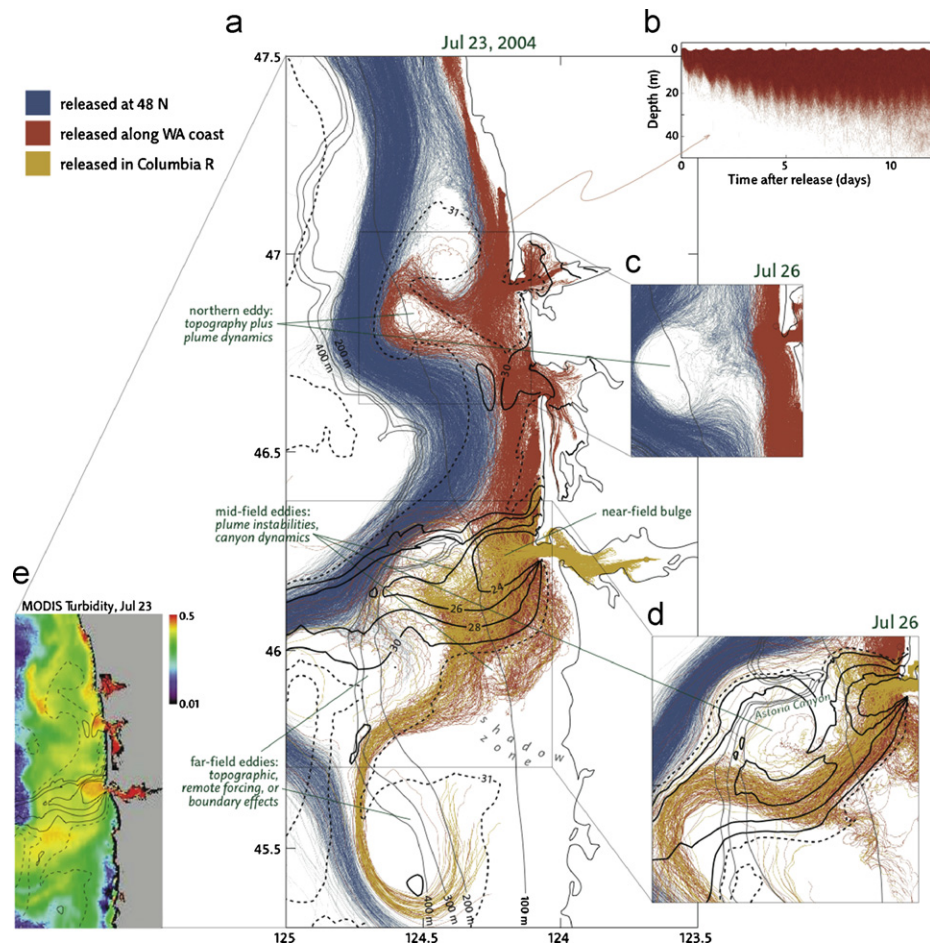 a
Jul 23, 2004
b
released at 48 N
released along WA coast
released in Columbia R
0
20
40
Depth (m)
5
10
Time after release (days)
47.5
47
46.5
46
45.5
125
124.5
124
123.5
31
northern eddy:
topography plus
plume dynamics
200 m
400 m
30
c
Jul 26
mid-field eddies:
plume instabilities,
canyon dynamics
near-field bulge
24
26
28
30
shadow
zone
far-field eddies:
topographic,
remote forcing, or
boundary effects
31
400 m
300 m
200 m
100 m
d
Jul 26
Astoria Canyon
e
MODIS Turbidity, Jul 23
0.5
0.01